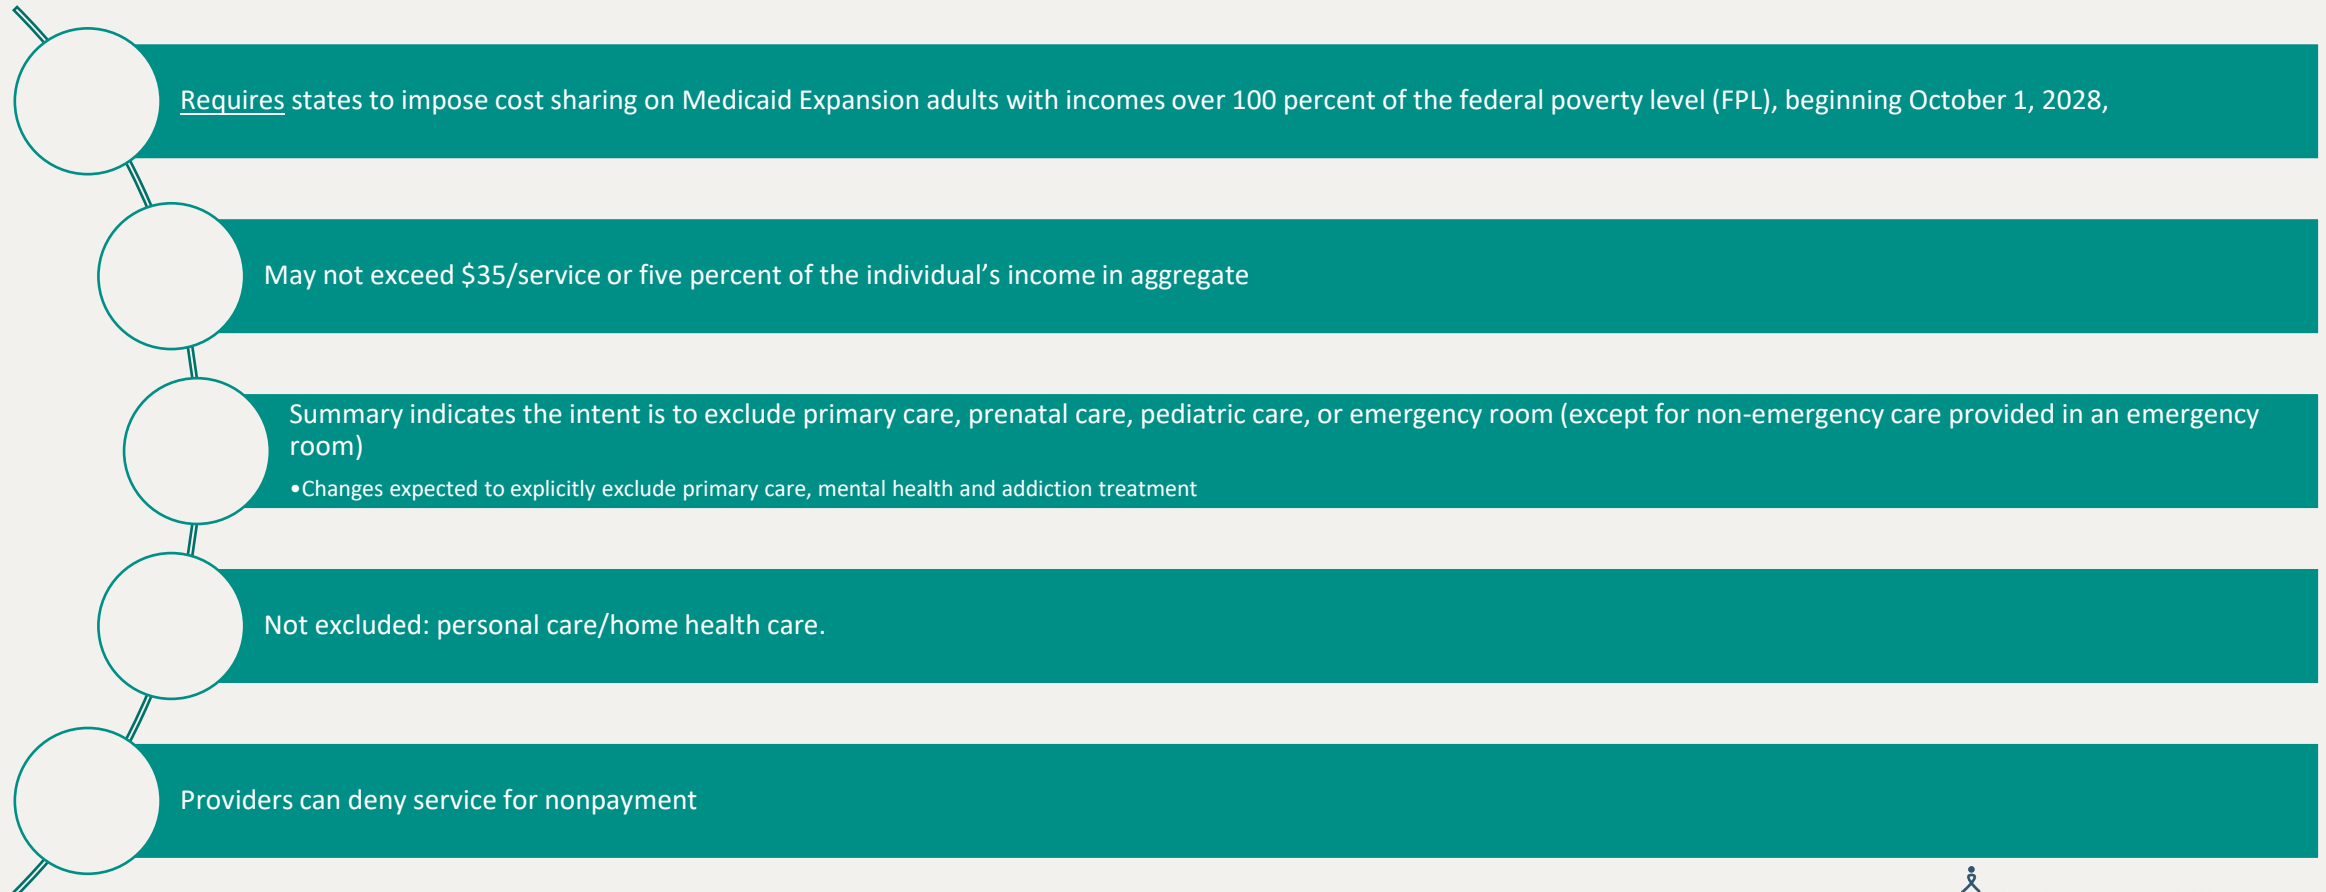 Requires states to impose cost sharing on Medicaid Expansion adults with incomes over 100 percent of the federal poverty level (FPL), beginning October 1, 2028,
May not exceed $35/service or five percent of the individual’s income in aggregate
Summary indicates the intent is to exclude primary care, prenatal care, pediatric care, or emergency room (except for non-emergency care provided in an emergency
room)
•Changes expected to explicitly exclude primary care, mental health and addiction treatment
Not excluded: personal care/home health care.
Providers can deny service for nonpayment